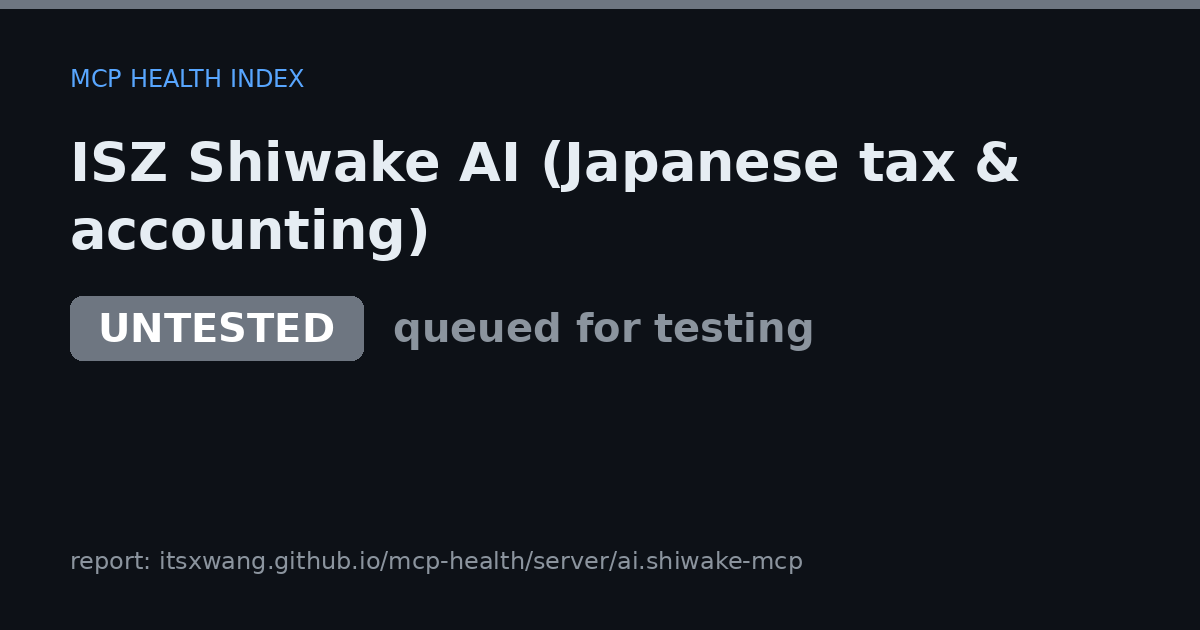 MCP HEALTH INDEX
ISZ Shiwake AI (Japanese tax &
accounting)
UNTESTED queued for testing
report: itsxwang.github.io/mcp-health/server/ai.shiwake-mcp